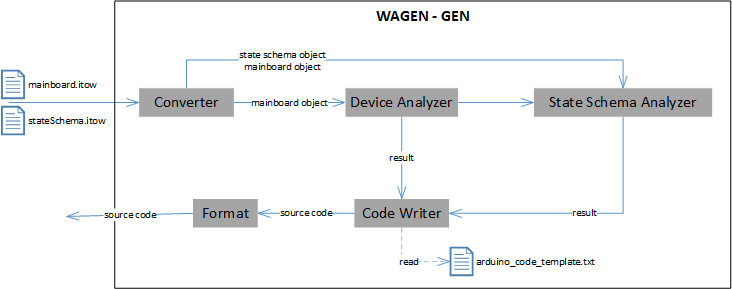 WAGEN - GEN
state schema object
mainboard object
mainboard.itow
Converter
mainboard object
Device Analyzer
State Schema Analyzer
stateSchema.itow
result
source code
Format
source code
Code Writer
result
read
arduino_code_template.txt